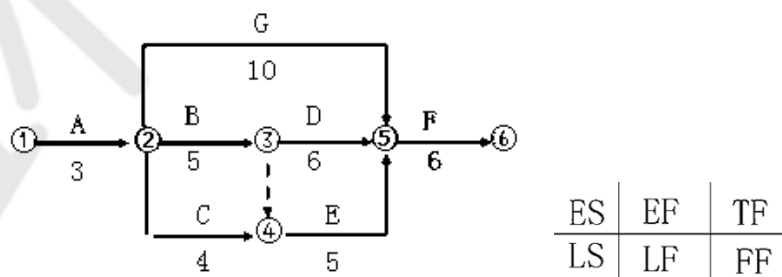 G
10
① A ② B ③ D ⑤ F ⑥
3 5 6 6
C ④ E
4 5
ES EF TF
LS LF FF